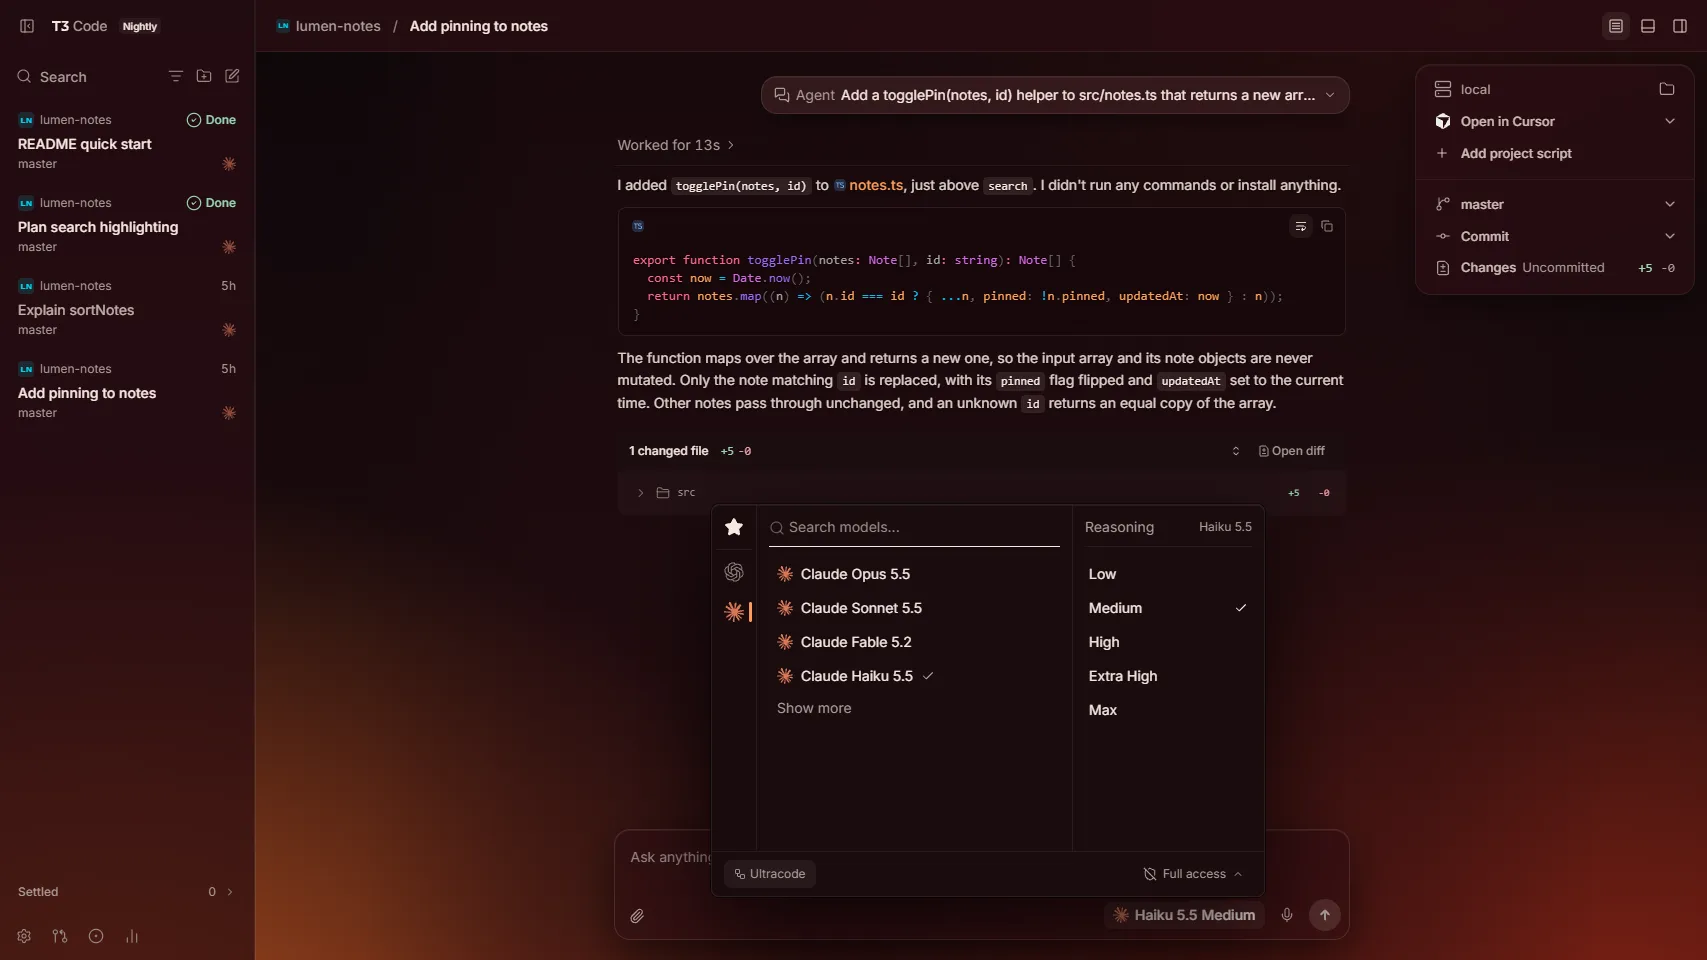 T3 Code Nightly
Search
LN lumen-notes Done
README quick start
master
LN lumen-notes Done
Plan search highlighting
master
LN lumen-notes 5h
Explain sortNotes
master
LN lumen-notes 5h
Add pinning to notes
master
Settled 0
LN lumen-notes / Add pinning to notes
Agent Add a togglePin(notes, id) helper to src/notes.ts that returns a new arr...
Worked for 13s
I added togglePin(notes, id) to TS notes.ts, just above search. I didn't run any commands or install anything.
TS
export function togglePin(notes: Note[], id: string): Note[] {
const now = Date.now();
return notes.map((n) => (n.id === id ? { ...n, pinned: !n.pinned, updatedAt: now } : n));
}
The function maps over the array and returns a new one, so the input array and its note objects are never
mutated. Only the note matching id is replaced, with its pinned flag flipped and updatedAt set to the current
time. Other notes pass through unchanged, and an unknown id returns an equal copy of the array.
1 changed file +5 -0 Open diff
src +5 -0
Search models...
Claude Opus 5.5
Claude Sonnet 5.5
Claude Fable 5.2
Claude Haiku 5.5
Show more
Reasoning Haiku 5.5
Low
Medium
High
Extra High
Max
Ultracode Full access
Ask anything
Haiku 5.5 Medium
local
Open in Cursor
Add project script
master
Commit
Changes Uncommitted +5 -0